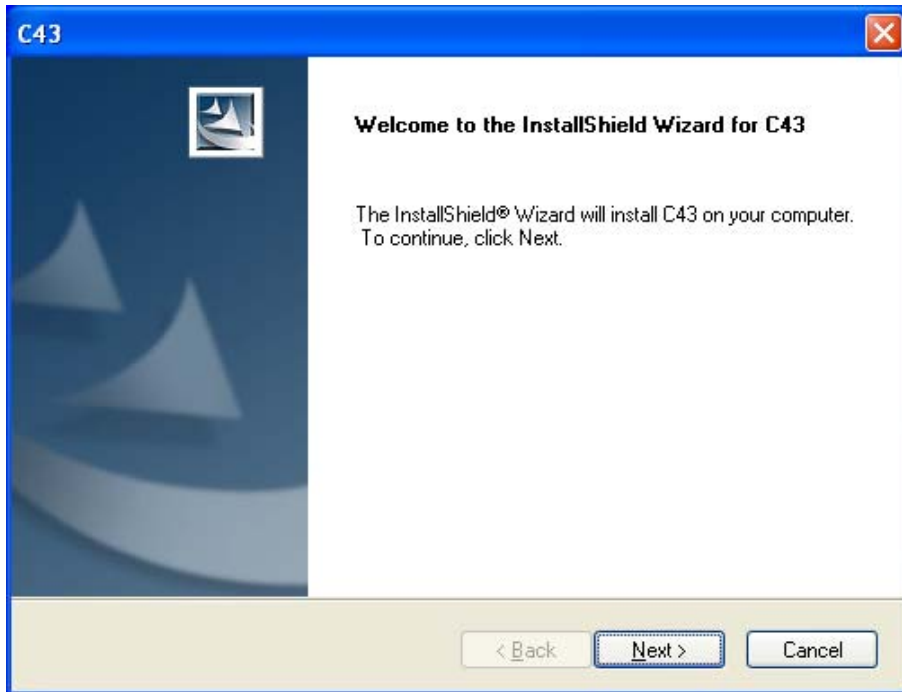 C43
Welcome to the InstallShield Wizard for C43
The InstallShield® Wizard will install C43 on your computer.
To continue, click Next.
< Back
Next >
Cancel